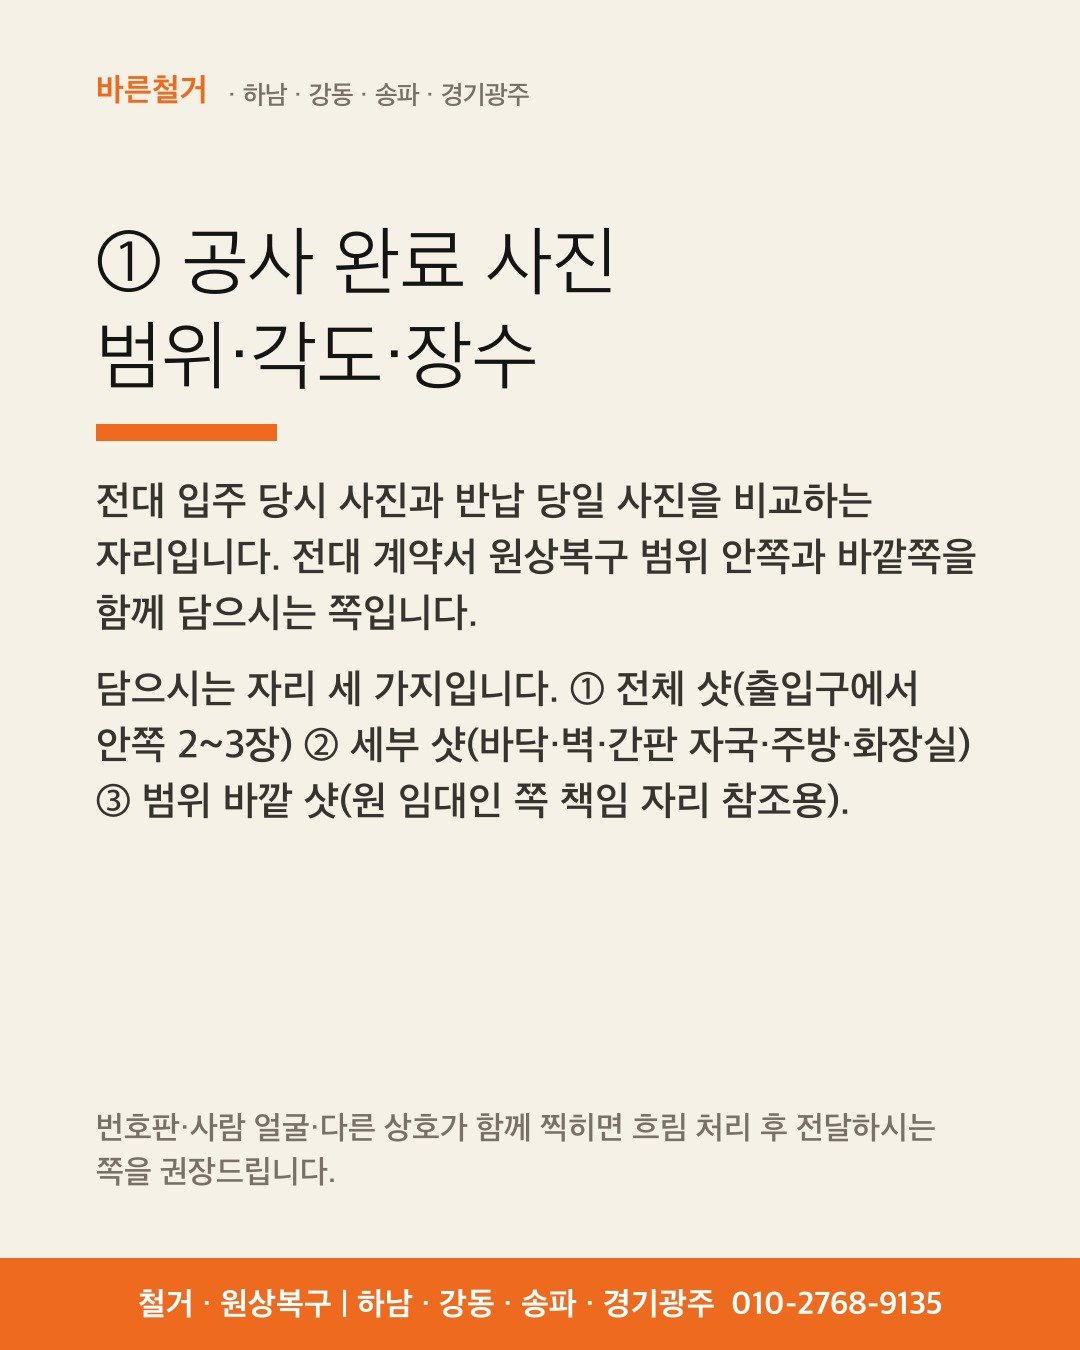 바른철거 · 하남 · 강동 · 송파 · 경기광주
① 공사 완료 사진
범위·각도·장수
전대 입주 당시 사진과 반납 당일 사진을 비교하는
자리입니다. 전대 계약서 원상복구 범위 안쪽과 바깥쪽을
함께 담으시는 쪽입니다.
담으시는 자리 세 가지입니다. ① 전체 샷(출입구에서
안쪽 2~3장) ② 세부 샷(바닥·벽·간판 자국·주방·화장실)
③ 범위 바깥 샷(원 임대인 쪽 책임 자리 참조용).
번호판·사람 얼굴·다른 상호가 함께 찍히면 흐림 처리 후 전달하시는
쪽을 권장드립니다.
철거 · 원상복구 | 하남 · 강동 · 송파 · 경기광주 010-2768-9135